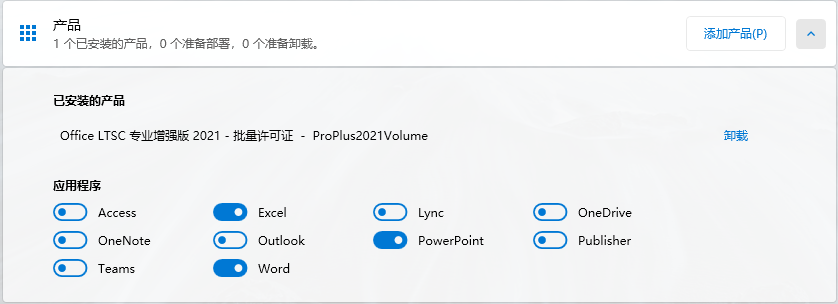 产品
1 个已安装的产品，0 个准备部署，0 个准备卸载。
添加产品(P)
已安装的产品
Office LTSC 专业增强版 2021 - 批量许可证 - ProPlus2021Volume
卸载
应用程序
Access Excel Lync OneDrive
OneNote Outlook PowerPoint Publisher
Teams Word